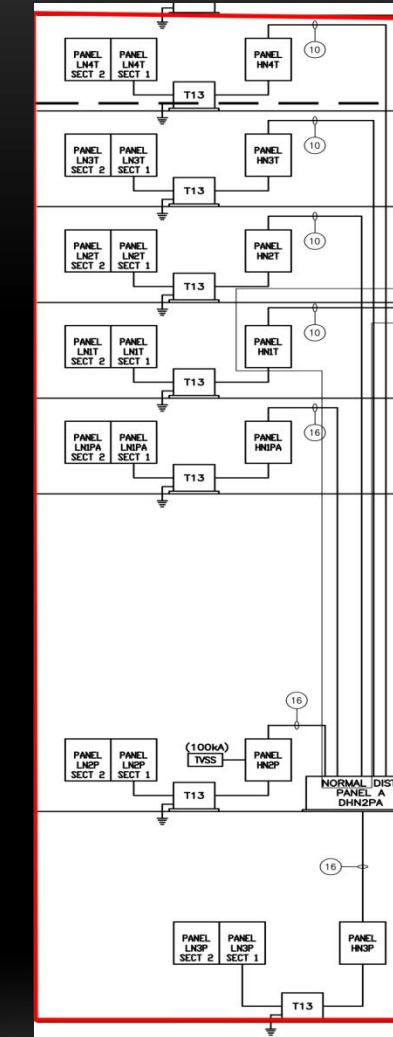 PANEL
LN4T
SECT 2
PANEL
LN4T
SECT 1
T13
PANEL
HN4T
10
PANEL
LN3T
SECT 2
PANEL
LN3T
SECT 1
T13
PANEL
HN3T
10
PANEL
LN2T
SECT 2
PANEL
LN2T
SECT 1
T13
PANEL
HN2T
10
PANEL
LN1T
SECT 2
PANEL
LN1T
SECT 1
T13
PANEL
HN1T
10
PANEL
LN1PA
SECT 2
PANEL
LN1PA
SECT 1
T13
PANEL
HN1PA
16
PANEL
LN2P
SECT 2
PANEL
LN2P
SECT 1
T13
(100kA)
TVSS
PANEL
HN2P
16
NORMAL DIST
PANEL A
DHN2PA
16
PANEL
LN3P
SECT 2
PANEL
LN3P
SECT 1
T13
PANEL
HN3P